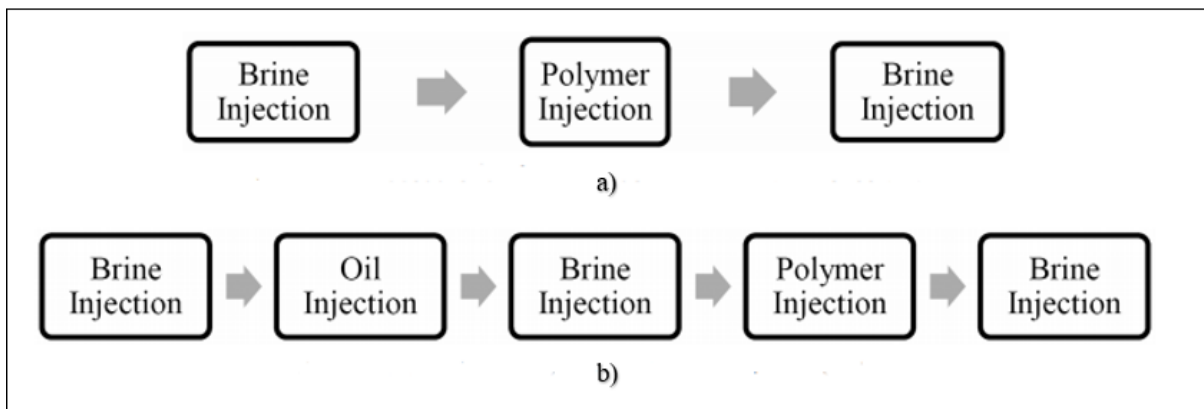 Brine
Injection
Polymer
Injection
Brine
Injection
a)
Brine
Injection
Oil
Injection
Brine
Injection
Polymer
Injection
Brine
Injection
b)